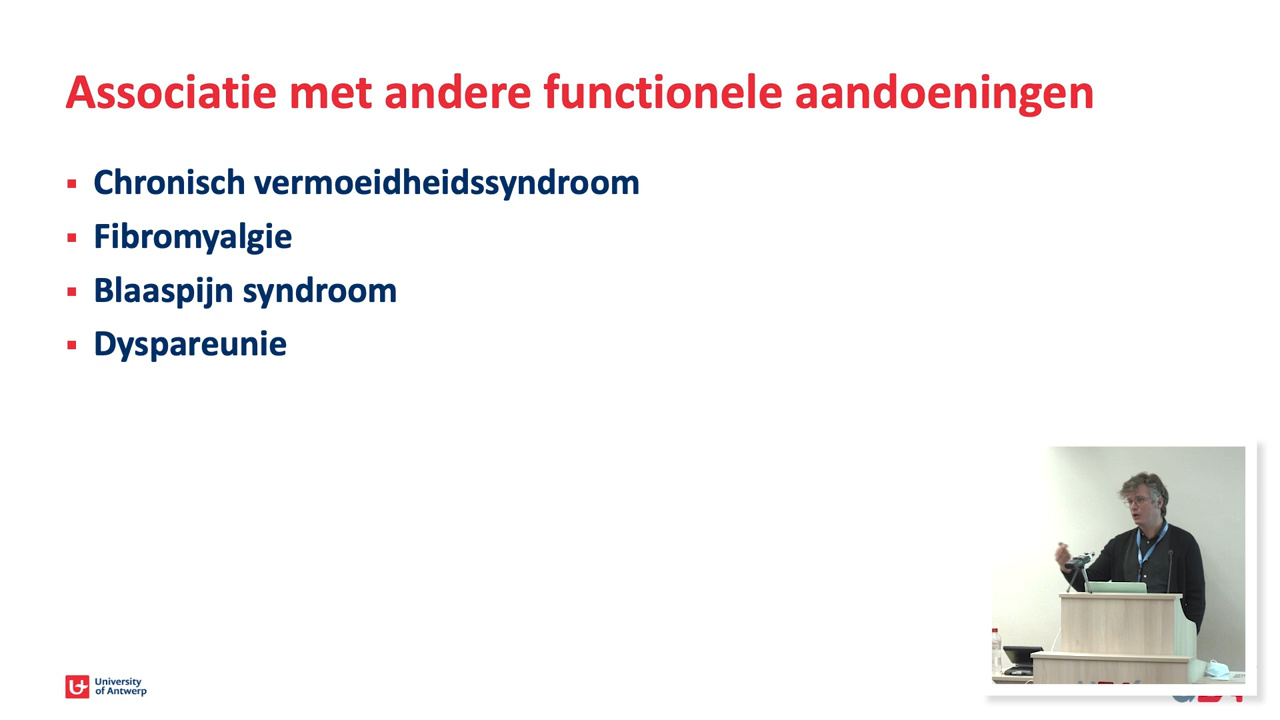 Associatie met andere functionele aandoeningen
Chronisch vermoeidheidssyndroom
Fibromyalgie
Blaaspijn syndroom
Dyspareunie
University
of Antwerp